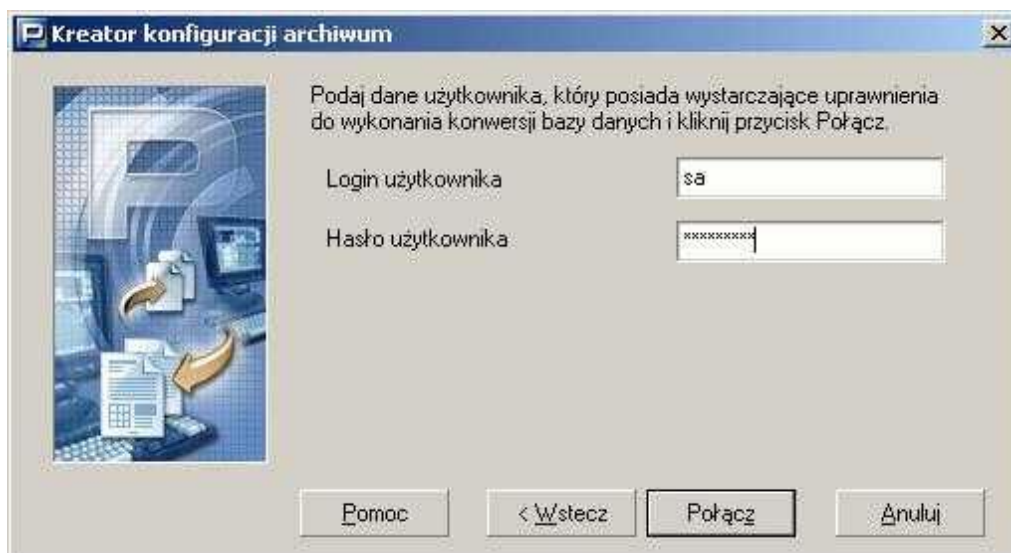 Kreator konfiguracji archiwum
Podaj dane użytkownika, który posiada wystarczające uprawnienia
do wykonania konwersji bazy danych i kliknij przycisk Połącz.
Login użytkownika
sa
Hasło użytkownika
×××××××××
Pomoc
< Wstecz
Połącz
Anuluj